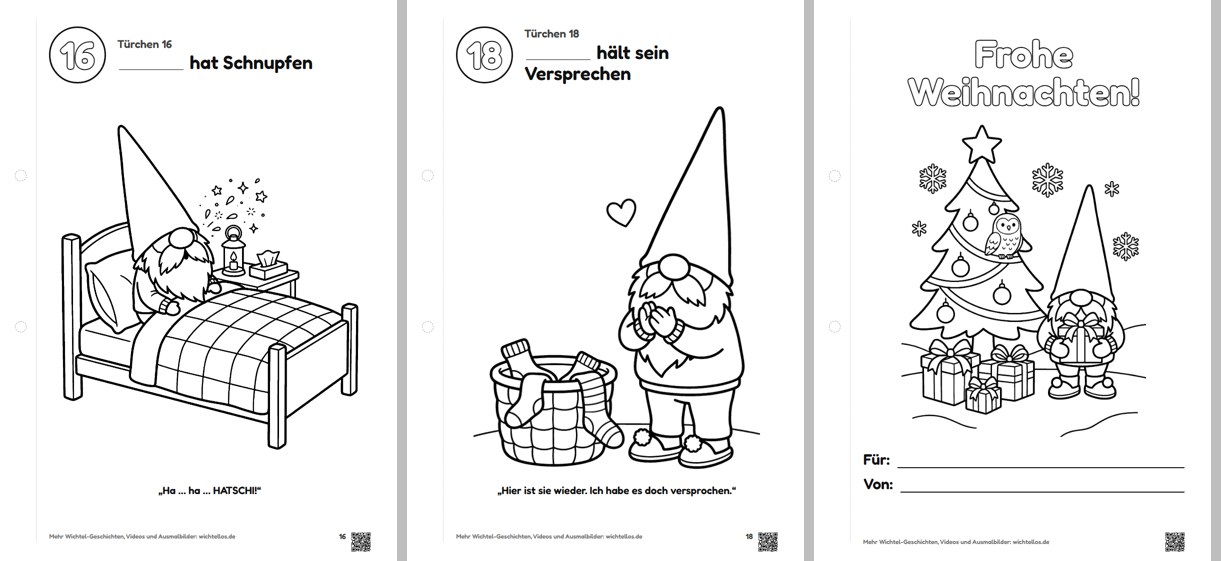 16
Türchen 16
_________ hat Schnupfen
„Ha ... ha ... HATSCHI!“
Mehr Wichtel-Geschichten, Videos und Ausmalbilder: wichtellos.de
16
18
Türchen 18
_________ hält sein
Versprechen
„Hier ist sie wieder. Ich habe es doch versprochen.“
Mehr Wichtel-Geschichten, Videos und Ausmalbilder: wichtellos.de
18
Frohe
Weihnachten!
Für:
Von:
Mehr Wichtel-Geschichten, Videos und Ausmalbilder: wichtellos.de